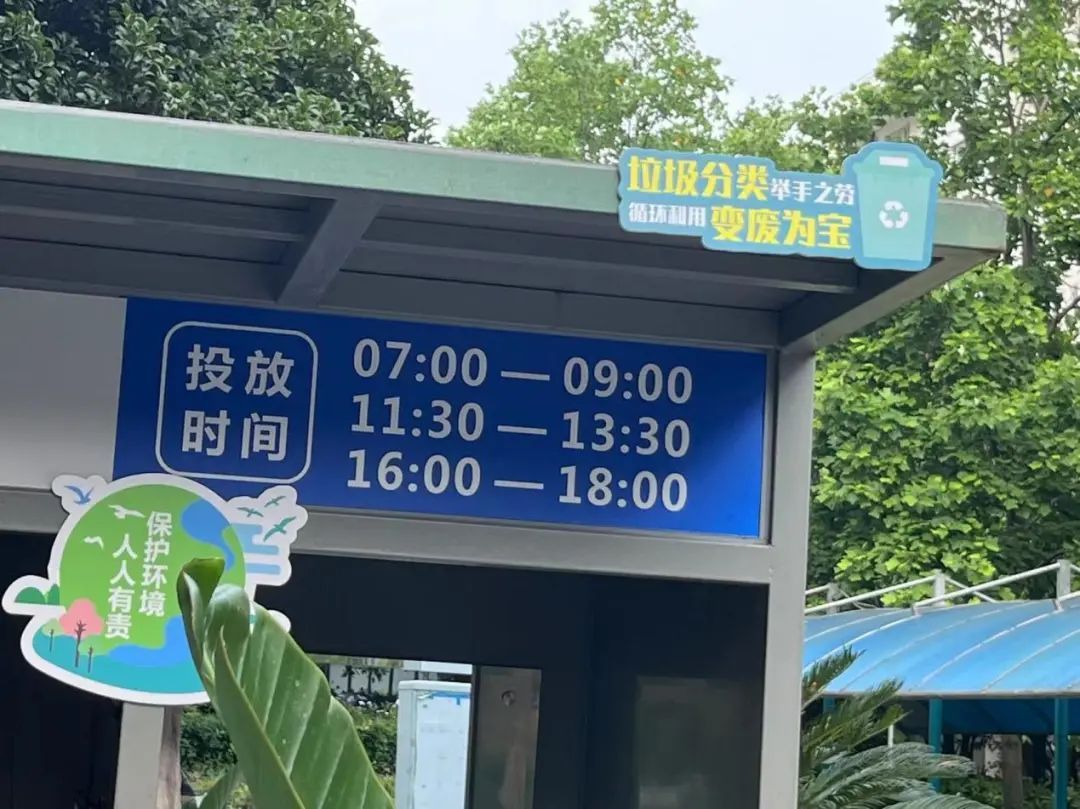 垃圾分类举手之劳
循环利用 变废为宝
投放
时间
07:00 — 09:00
11:30 — 13:30
16:00 — 18:00
保护环境
人人有责